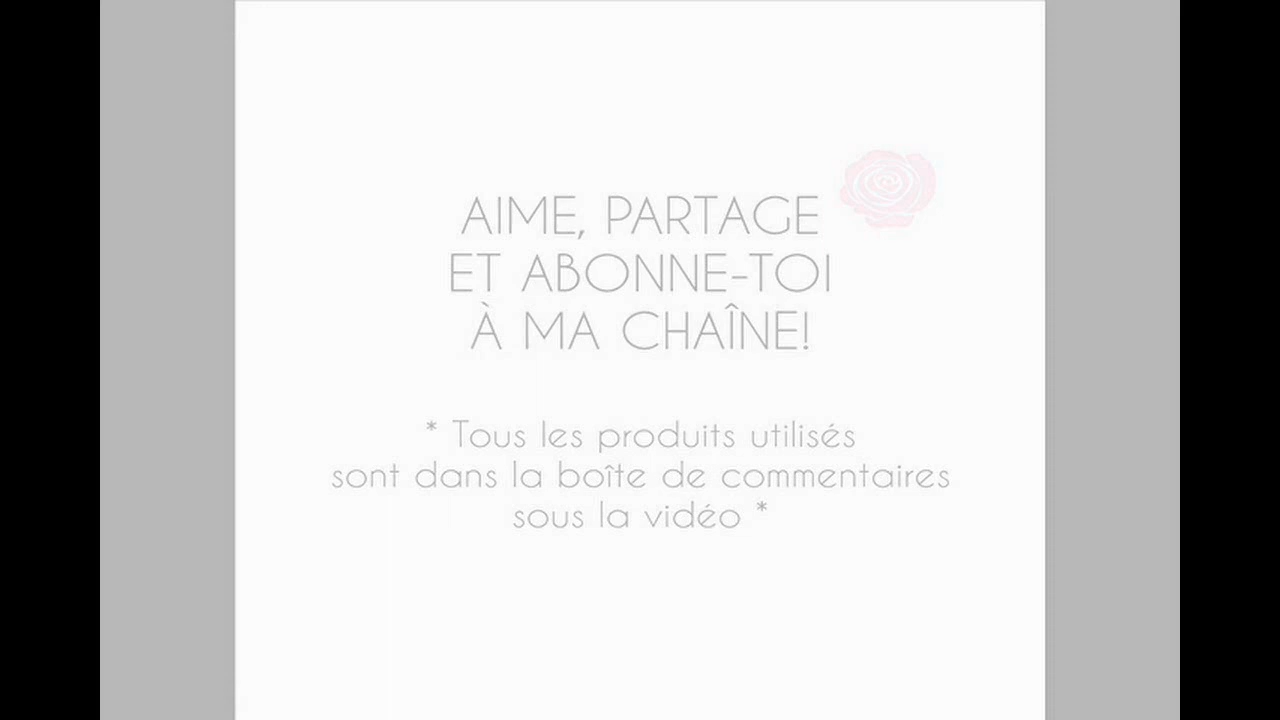 AIME, PARTAGE
ET ABONNE-TOI
À MA CHAÎNE!
* Tous les produits utilisés
sont dans la boîte de commentaires
sous la vidéo *